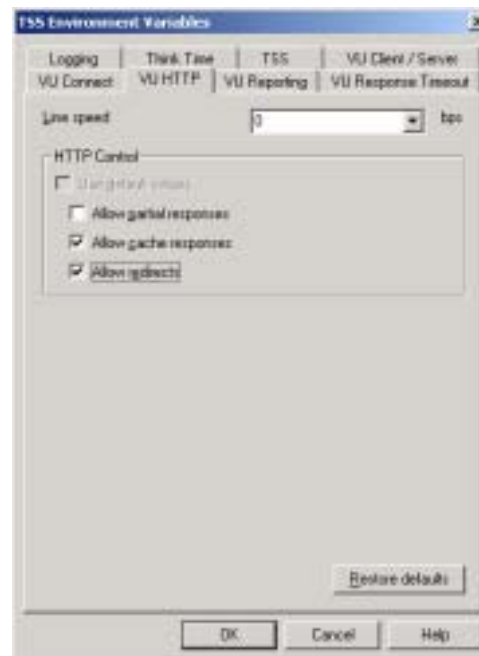 TSS Environment Variables
Logging Think Time TSS VU Client / Server
VU Connect VU HTTP VU Reporting VU Response Timeout
Line speed 0 bps
HTTP Control
Use default values
Allow partial responses
Allow cache responses
Allow redirects
Restore defaults
OK Cancel Help